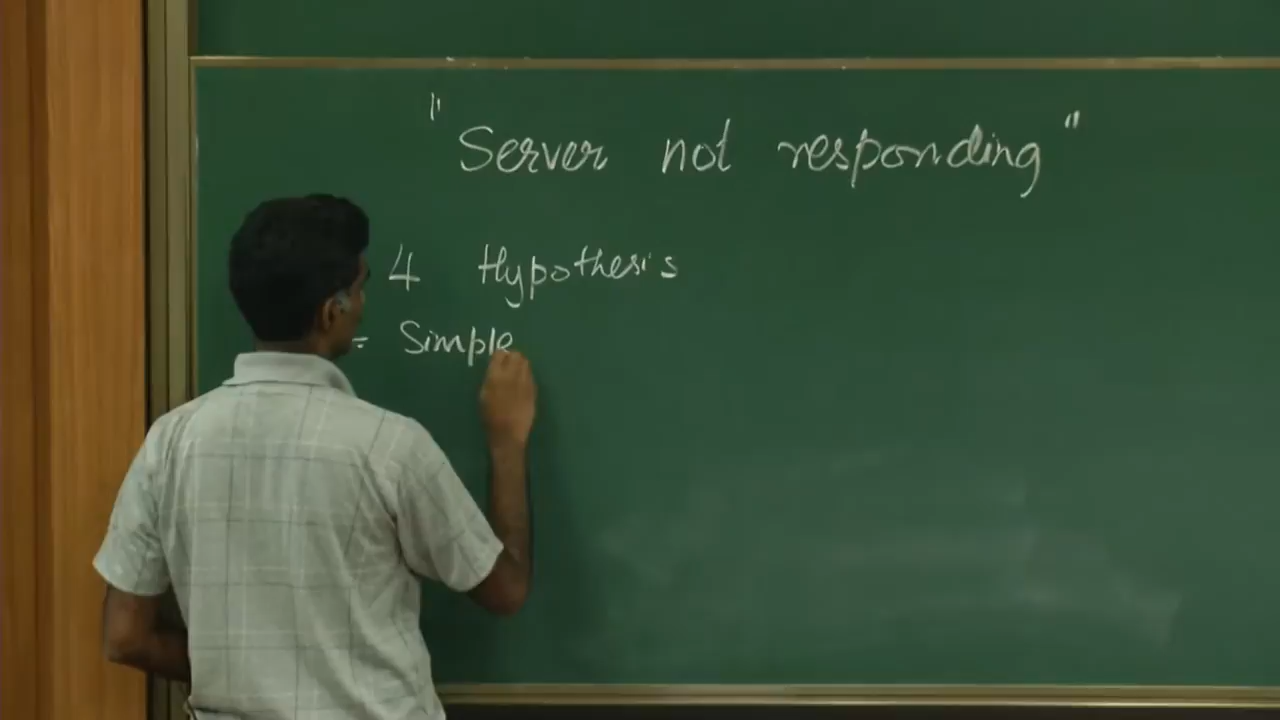 "Server not responding"
4 Hypothesis
= Simple